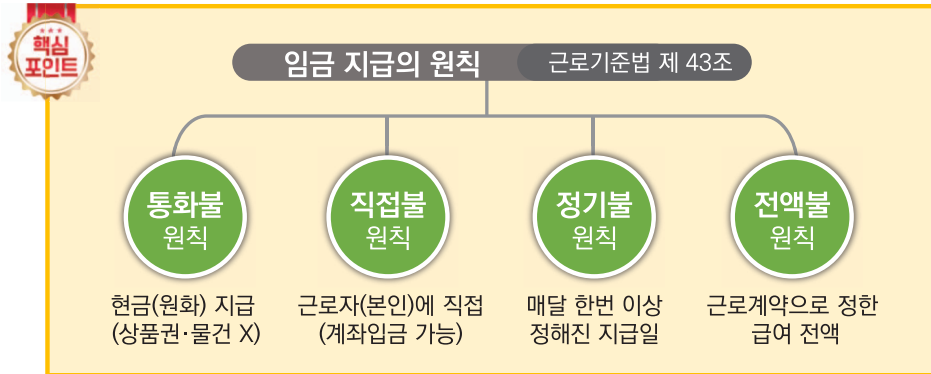 핵심
포인트
임금 지급의 원칙 근로기준법 제 43조
통화불
원칙
직접불
원칙
정기불
원칙
전액불
원칙
현금(원화) 지급
(상품권·물건 X)
근로자(본인)에 직접
(계좌입금 가능)
매달 한번 이상
정해진 지급일
근로계약으로 정한
급여 전액